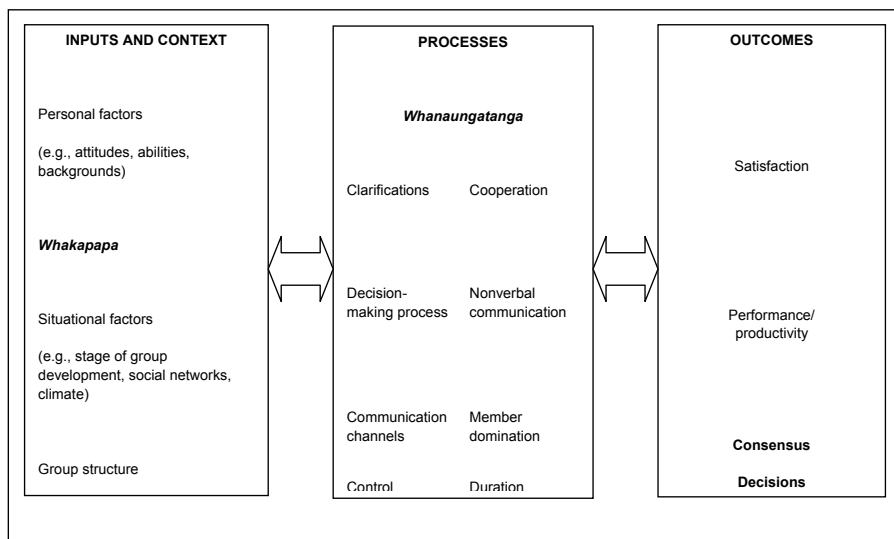 INPUTS AND CONTEXT
Personal factors
(e.g., attitudes, abilities,
backgrounds)
Whakapapa
Situational factors
(e.g., stage of group
development, social networks,
climate)
Group structure
PROCESSES
Whanaungatanga
Clarifications
Cooperation
Decision-
making process
Nonverbal
communication
Communication
channels
Member
domination
Control
Duration
OUTCOMES
Satisfaction
Performance/
productivity
Consensus
Decisions